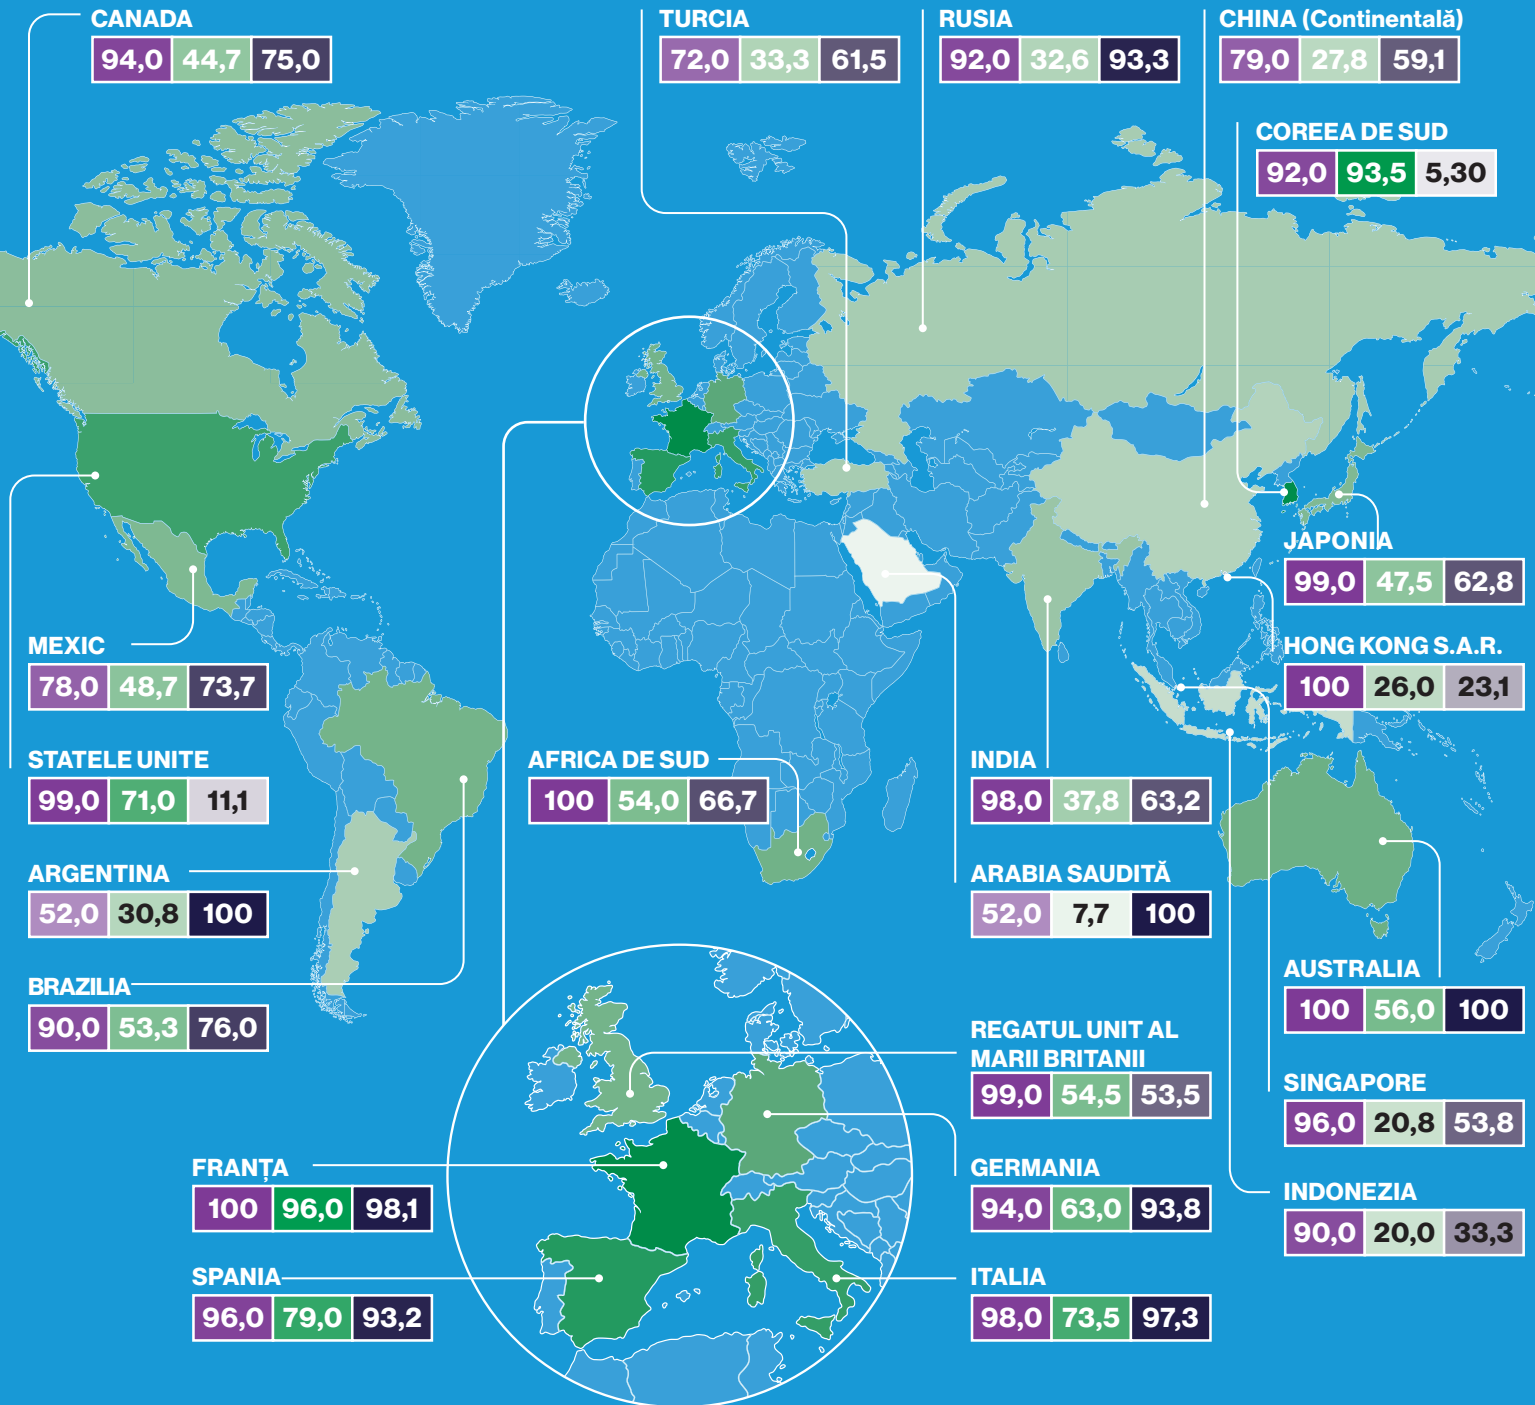 CANADA
94,0 44,7 75,0
TURCIA
72,0 33,3 61,5
RUSIA
92,0 32,6 93,3
CHINA (Continentală)
79,0 27,8 59,1
COREEA DE SUD
92,0 93,5 5,30
JAPONIA
99,0 47,5 62,8
HONG KONG S.A.R.
100 26,0 23,1
MEXIC
78,0 48,7 73,7
STATELE UNITE
99,0 71,0 11,1
AFRICA DE SUD
100 54,0 66,7
INDIA
98,0 37,8 63,2
ARGENTINA
52,0 30,8 100
ARABIA SAUDITĂ
52,0 7,7 100
BRAZILIA
90,0 53,3 76,0
AUSTRALIA
100 56,0 100
REGATUL UNIT AL
MARII BRITANII
99,0 54,5 53,5
SINGAPORE
96,0 20,8 53,8
FRANȚA
100 96,0 98,1
GERMANIA
94,0 63,0 93,8
INDONEZIA
90,0 20,0 33,3
SPANIA
96,0 79,0 93,2
ITALIA
98,0 73,5 97,3